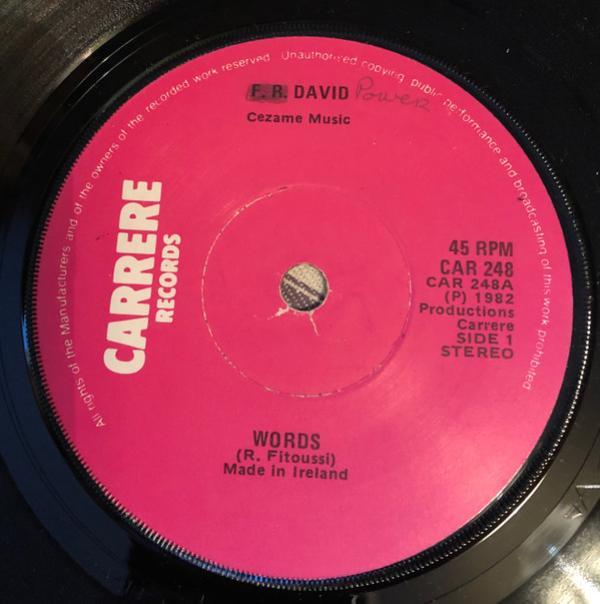 All rights of the Manufacturers and of the owners of the recorded work reserved Unauthorised copying public performance and broadcasting of this work prohibited
F. R. DAVID Power
Cezame Music
CARRERE
RECORDS
45 RPM
CAR 248
CAR 248A
(P) 1982
Productions
Carrere
SIDE 1
STEREO
WORDS
(R. Fitoussi)
Made in Ireland